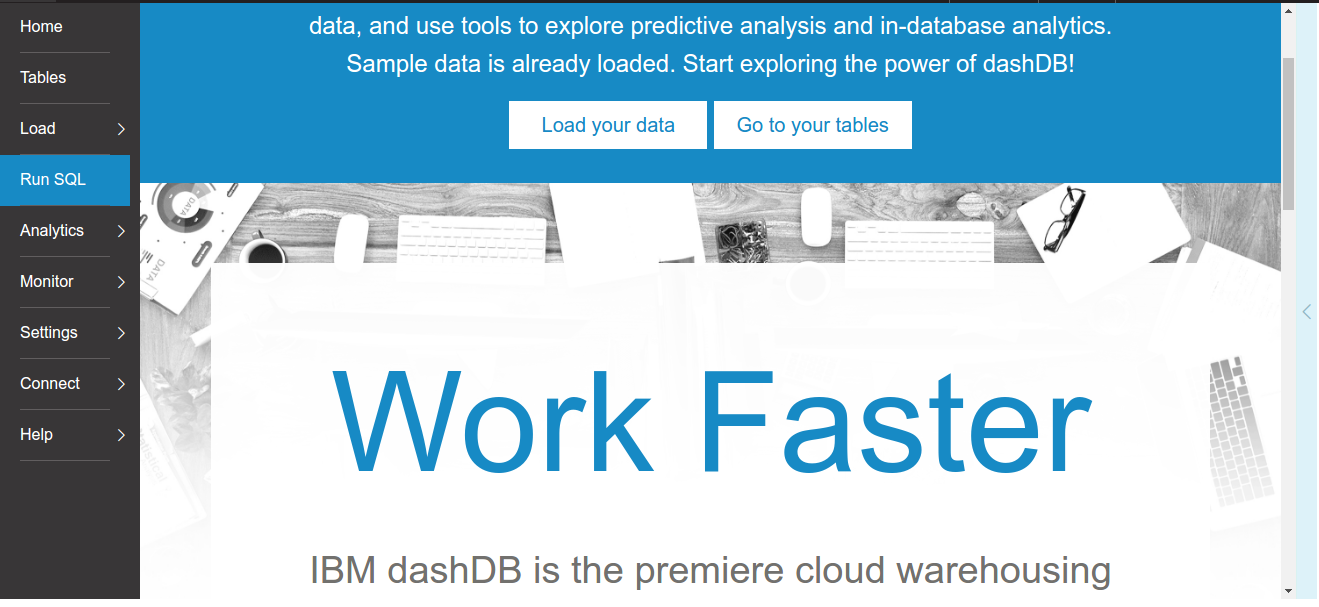 Home
Tables
Load
Run SQL
Analytics
Monitor
Settings
Connect
Help
data, and use tools to explore predictive analysis and in-database analytics.
Sample data is already loaded. Start exploring the power of dashDB!
Load your data
Go to your tables
DATA
DATA
Work Faster
IBM dashDB is the premiere cloud warehousing